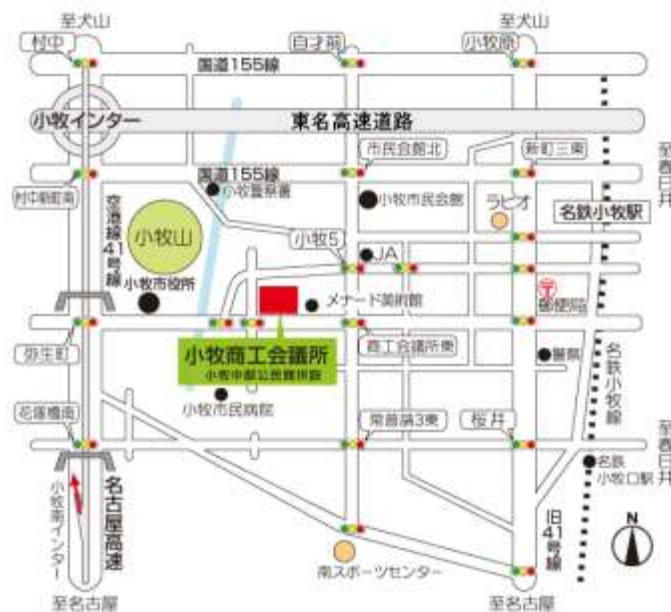 至犬山
至犬山
村中
自才前
小牧原
国道155線
小牧インター
東名高速道路
市民会館北
新町三東
至春日井
国道155線
小牧警察署
村中新町南
小牧市民会館
ラピオ
名鉄小牧駅
空港線41号線
小牧山
小牧5
JA
小牧市役所
メナード美術館
郵便局
弥生町
小牧商工会議所
小牧中部公民館併設
商工会議所東
警察
名鉄小牧線
小牧市民病院
花塚橋南
常普請3東
桜井
至春日井
名鉄
小牧口駅
名古屋高速
小牧南インター
旧41号線
N
南スポーツセンター
至名古屋
至名古屋